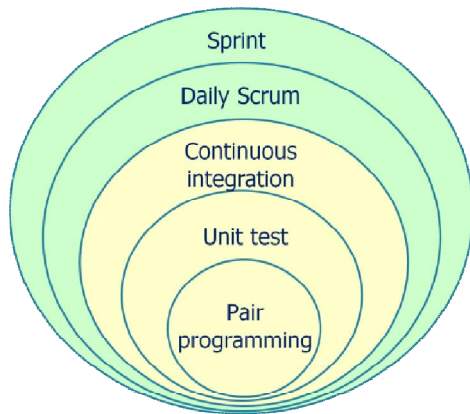 Sprint
Daily Scrum
Continuous
integration
Unit test
Pair
programming